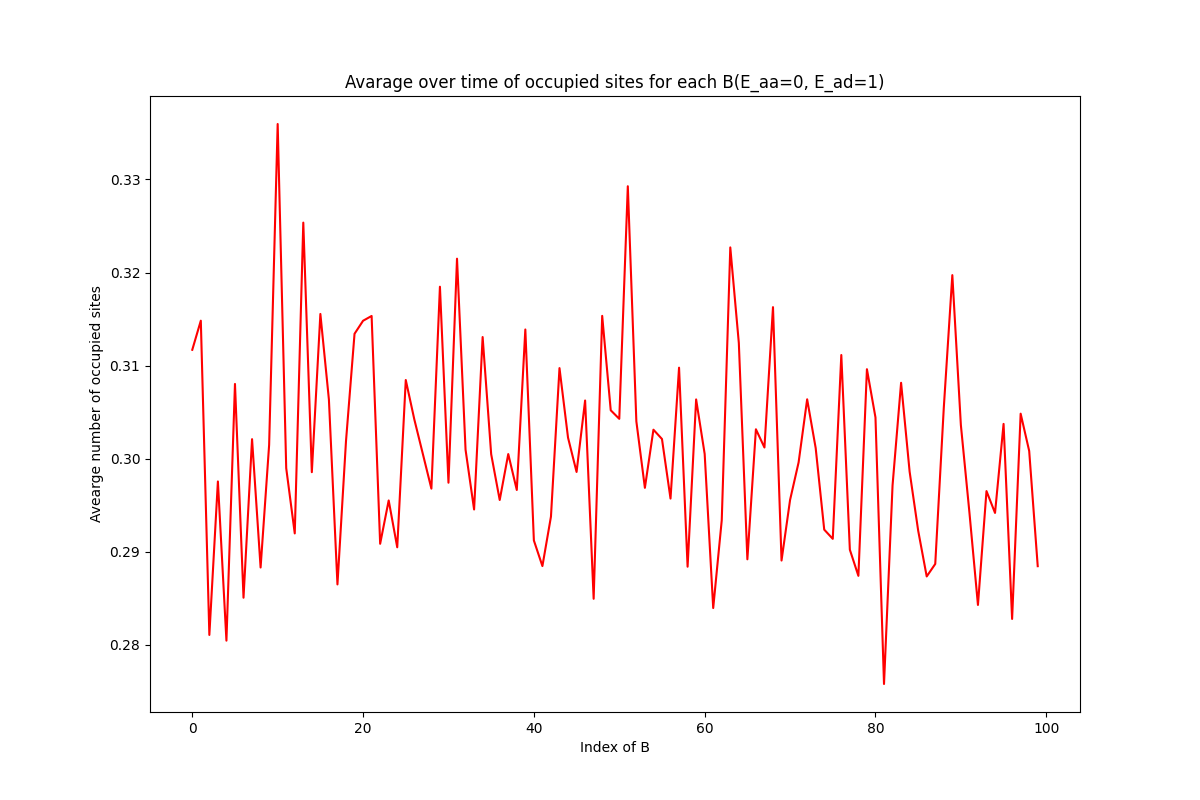 Avarage over time of occupied sites for each B(E_aa=0, E_ad=1)
Avearge number of occupied sites
0.33
0.32
0.31
0.30
0.29
0.28
0 20 40 60 80 100
Index of B